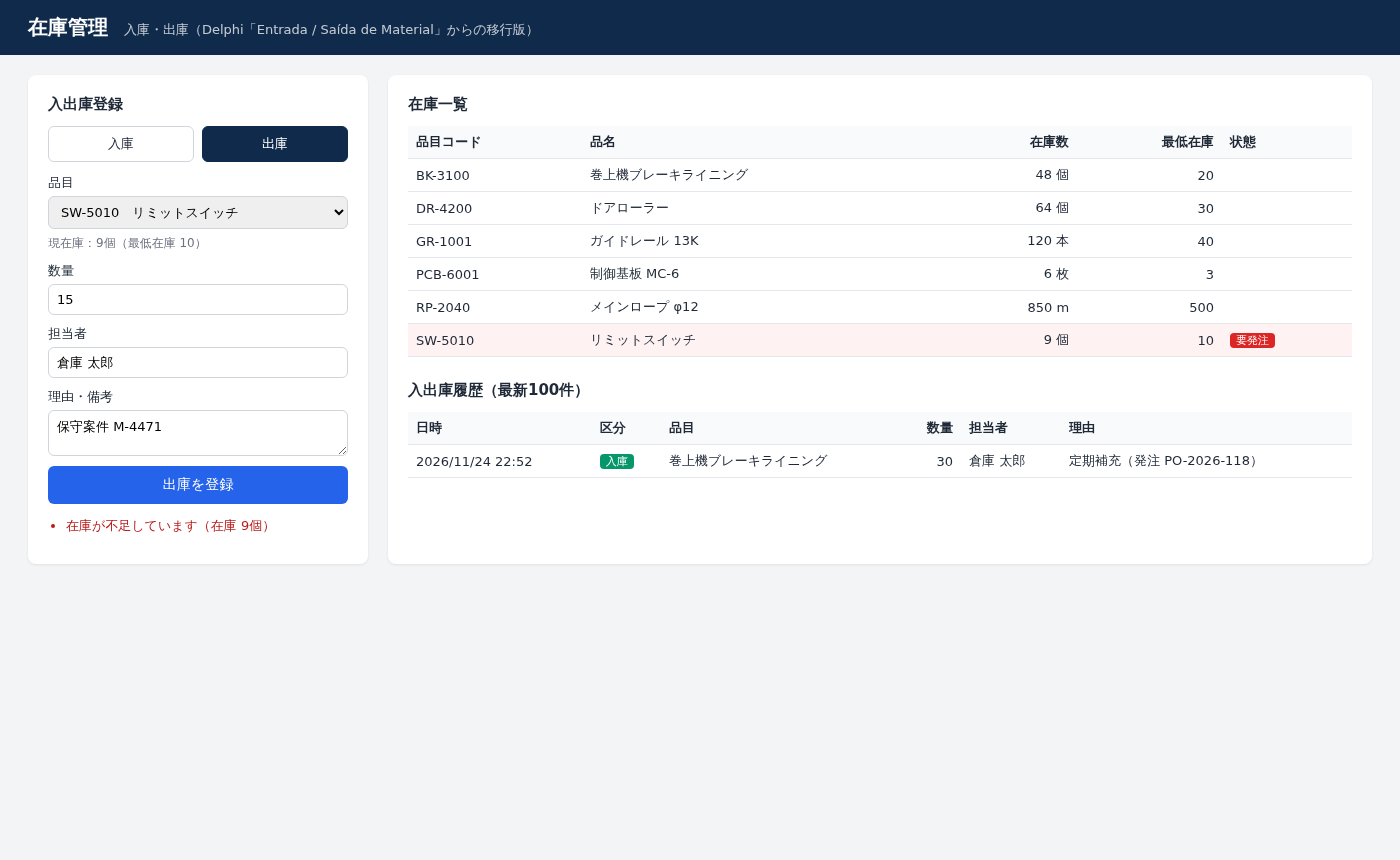 在庫管理 入庫・出庫（Delphi「Entrada / Saída de Material」からの移行版）
入出庫登録
入庫 出庫
品目
SW-5010 リミットスイッチ
現在庫：9個（最低在庫 10）
数量
15
担当者
倉庫 太郎
理由・備考
保守案件 M-4471
出庫を登録
• 在庫が不足しています（在庫 9個）
在庫一覧
品目コード 品名 在庫数 最低在庫 状態
BK-3100 巻上機ブレーキライニング 48 個 20
DR-4200 ドアローラー 64 個 30
GR-1001 ガイドレール 13K 120 本 40
PCB-6001 制御基板 MC-6 6 枚 3
RP-2040 メインロープ φ12 850 m 500
SW-5010 リミットスイッチ 9 個 10 要発注
入出庫履歴（最新100件）
日時 区分 品目 数量 担当者 理由
2026/11/24 22:52 入庫 巻上機ブレーキライニング 30 倉庫 太郎 定期補充（発注 PO-2026-118）